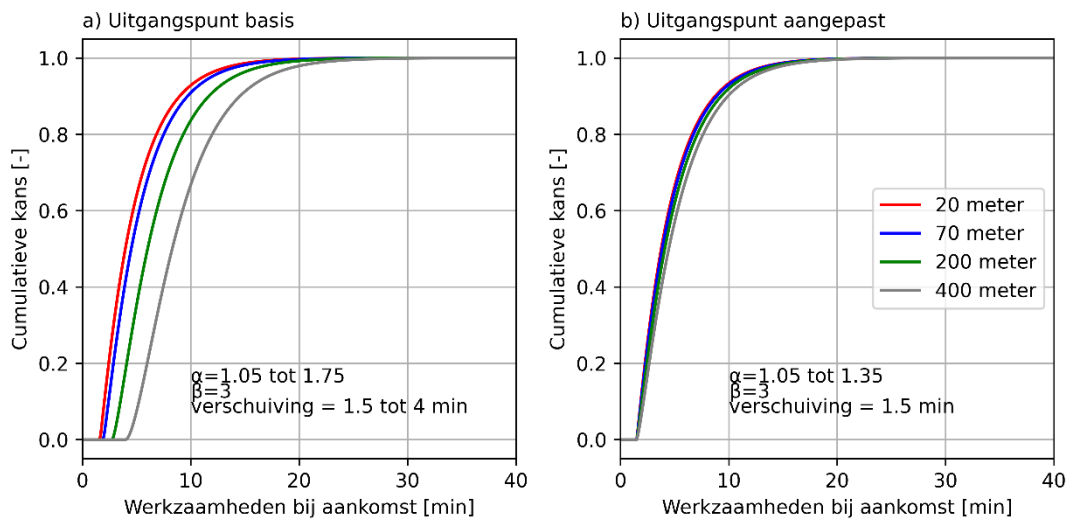 a) Uitgangspunt basis
Cumulatieve kans [-]
1.0
0.8
0.6
0.4
0.2
0.0
α=1.05 tot 1.75
β=3
verschuiving = 1.5 tot 4 min
0
10
20
30
40
Werkzaamheden bij aankomst [min]
b) Uitgangspunt aangepast
Cumulatieve kans [-]
1.0
0.8
0.6
0.4
0.2
0.0
20 meter
70 meter
200 meter
400 meter
α=1.05 tot 1.35
β=3
verschuiving = 1.5 min
0
10
20
30
40
Werkzaamheden bij aankomst [min]